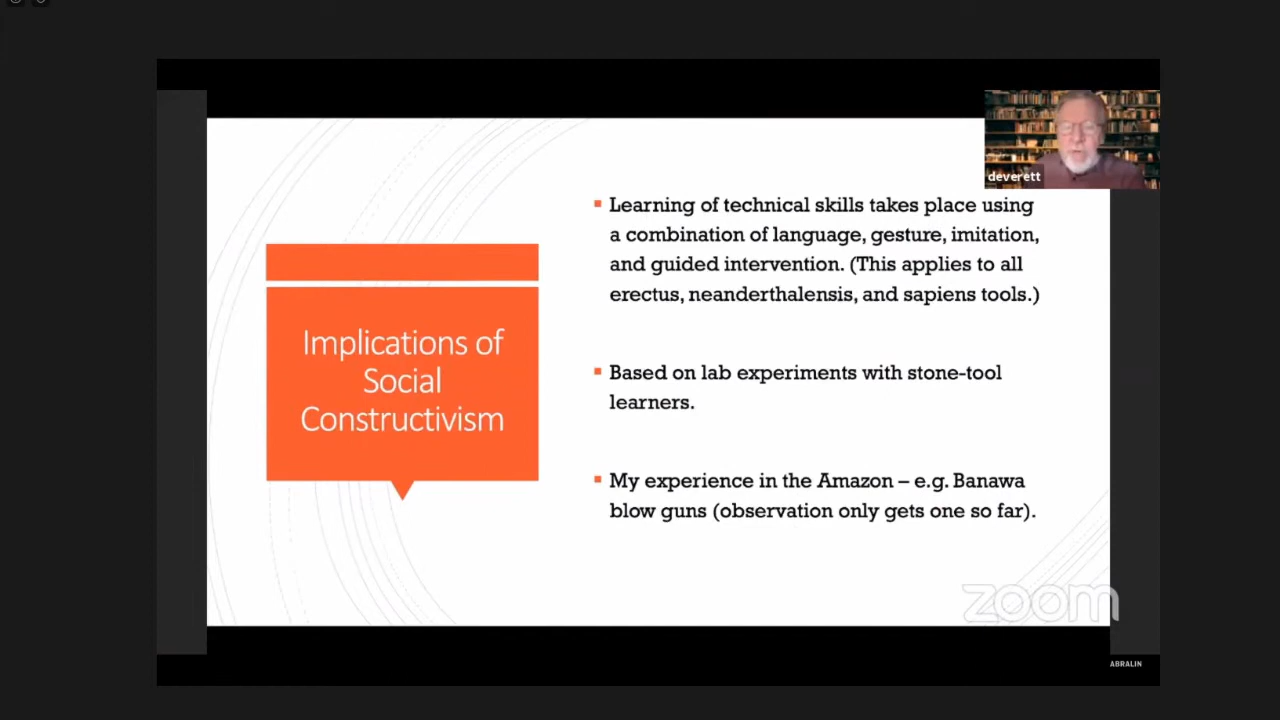 deverett
Implications of
Social
Constructivism
▪ Learning of technical skills takes place using
a combination of language, gesture, imitation,
and guided intervention. (This applies to all
erectus, neanderthalensis, and sapiens tools.)
▪ Based on lab experiments with stone-tool
learners.
▪ My experience in the Amazon – e.g. Banawa
blow guns (observation only gets one so far).
zoom
ABRALIN